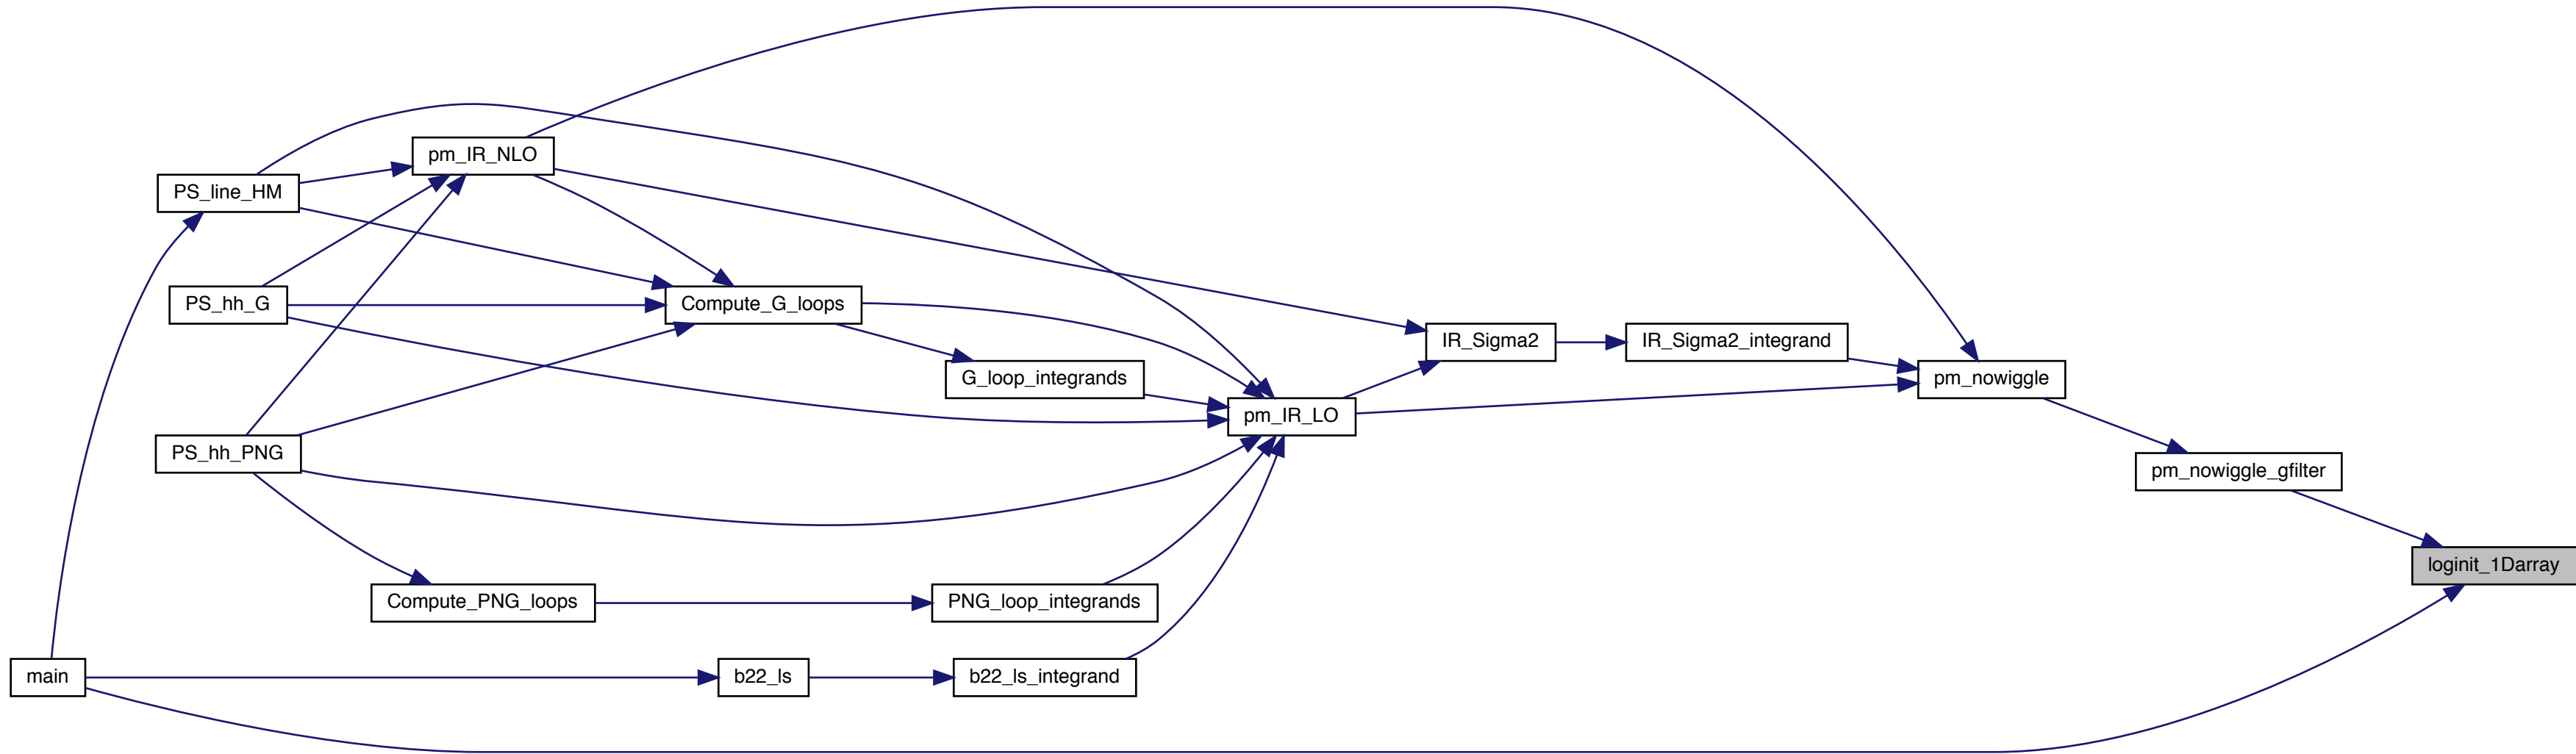 pm_IR_NLO
PS_line_HM
PS_hh_G
Compute_G_loops
IR_Sigma2
IR_Sigma2_integrand
G_loop_integrands
pm_nowiggle
pm_IR_LO
PS_hh_PNG
pm_nowiggle_gfilter
loginit_1Darray
Compute_PNG_loops
PNG_loop_integrands
main
b22_ls
b22_ls_integrand